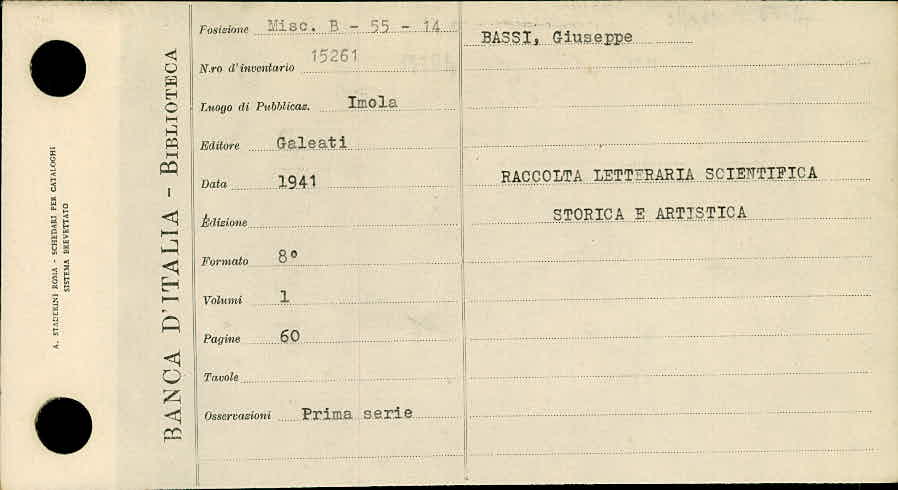 A. STADERINI ROMA - SCHEDARI PER CATALOGHI
SISTEMA BREVETTATO
BANCA D'ITALIA - BIBLIOTECA
Posizione Misc. B - 55 - 14
N.ro d'inventario 15261
Luogo di Pubblicaz. Imola
Editore Galeati
Data 1941
Edizione
Formato 8°
Volumi 1
Pagine 60
Tavole
Osservazioni Prima serie
BASSI, Giuseppe
RACCOLTA LETTERARIA SCIENTIFICA
STORICA E ARTISTICA